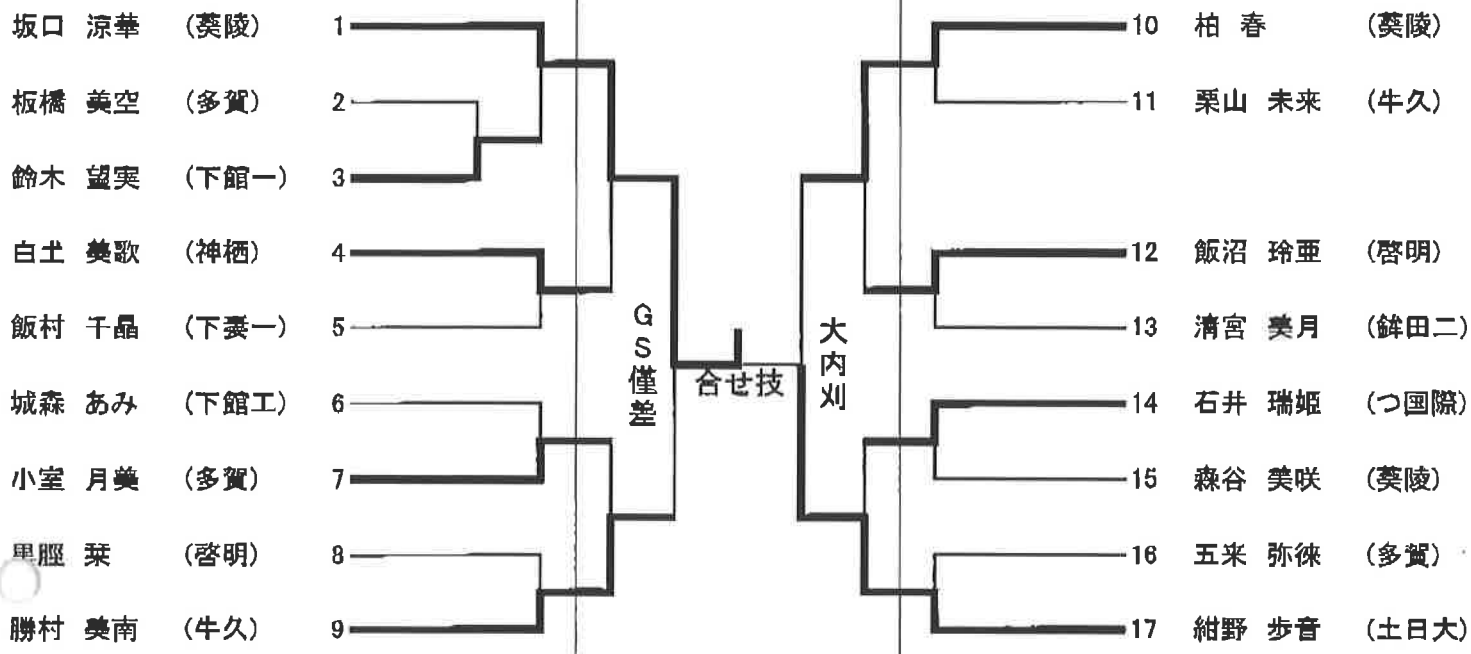 坂口 涼華 (葵陵) 1
板橋 美空 (多賀) 2
鈴木 望実 (下館一) 3
白土 美歌 (神栖) 4
飯村 千晶 (下妻一) 5
城森 あみ (下館工) 6
小室 月美 (多賀) 7
黒脛 栞 (啓明) 8
勝村 美南 (牛久) 9
GS僅差
合せ技
大内刈
10 柏 春 (葵陵)
11 栗山 未来 (牛久)
12 飯沼 玲亜 (啓明)
13 清宮 美月 (鉾田二)
14 石井 瑞姫 (つ国際)
15 森谷 美咲 (葵陵)
16 五来 弥徠 (多賀)
17 紺野 歩音 (土日大)